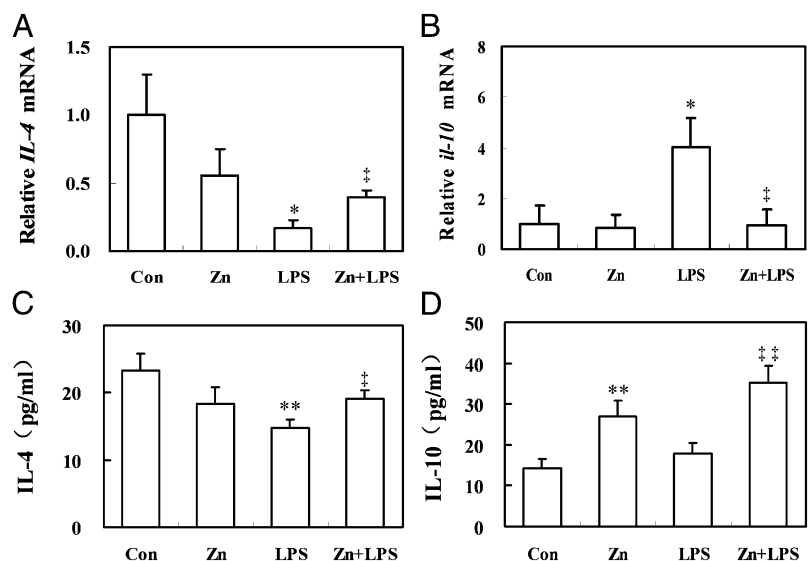 A
Relative IL-4 mRNA
1.5
1.0
0.5
0.0
*
‡
Con Zn LPS Zn+LPS
B
Relative il-10 mRNA
8
6
4
2
0
*
‡
Con Zn LPS Zn+LPS
C
IL-4 (pg/ml)
30
20
10
0
**
‡
Con Zn LPS Zn+LPS
D
IL-10 (pg/ml)
50
40
30
20
10
0
**
‡ ‡
Con Zn LPS Zn+LPS